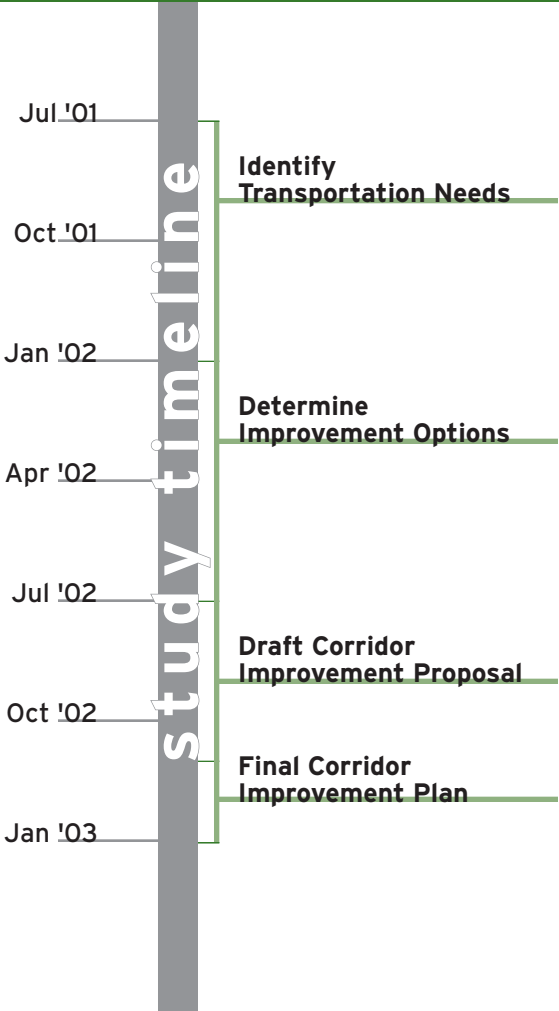 Jul '01
Identify
Transportation Needs
Oct '01
Jan '02
Determine
Improvement Options
Apr '02
Jul '02
Draft Corridor
Improvement Proposal
Oct '02
Final Corridor
Improvement Plan
Jan '03
study timeline